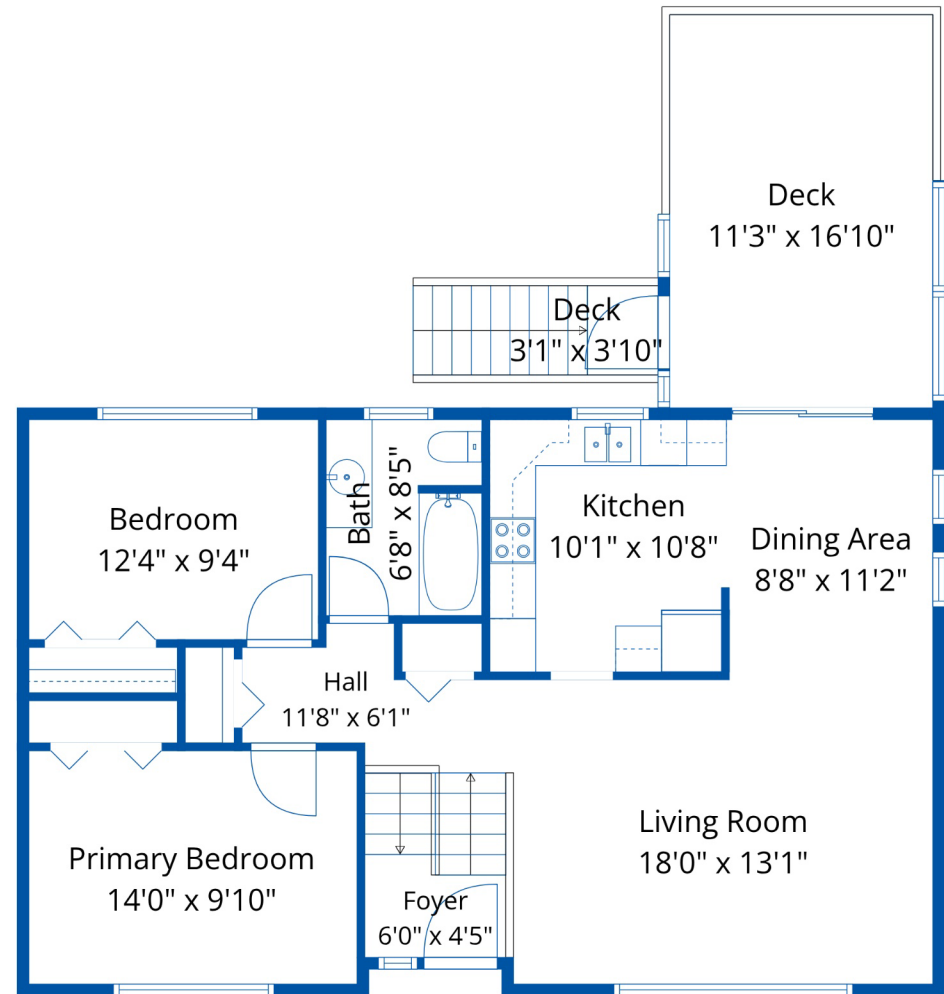 Deck
11'3" x 16'10"
Deck
3'1" x 3'10"
Bedroom
12'4" x 9'4"
Bath
6'8" x 8'5"
Kitchen
10'1" x 10'8"
Dining Area
8'8" x 11'2"
Hall
11'8" x 6'1"
Living Room
18'0" x 13'1"
Primary Bedroom
14'0" x 9'10"
Foyer
6'0" x 4'5"